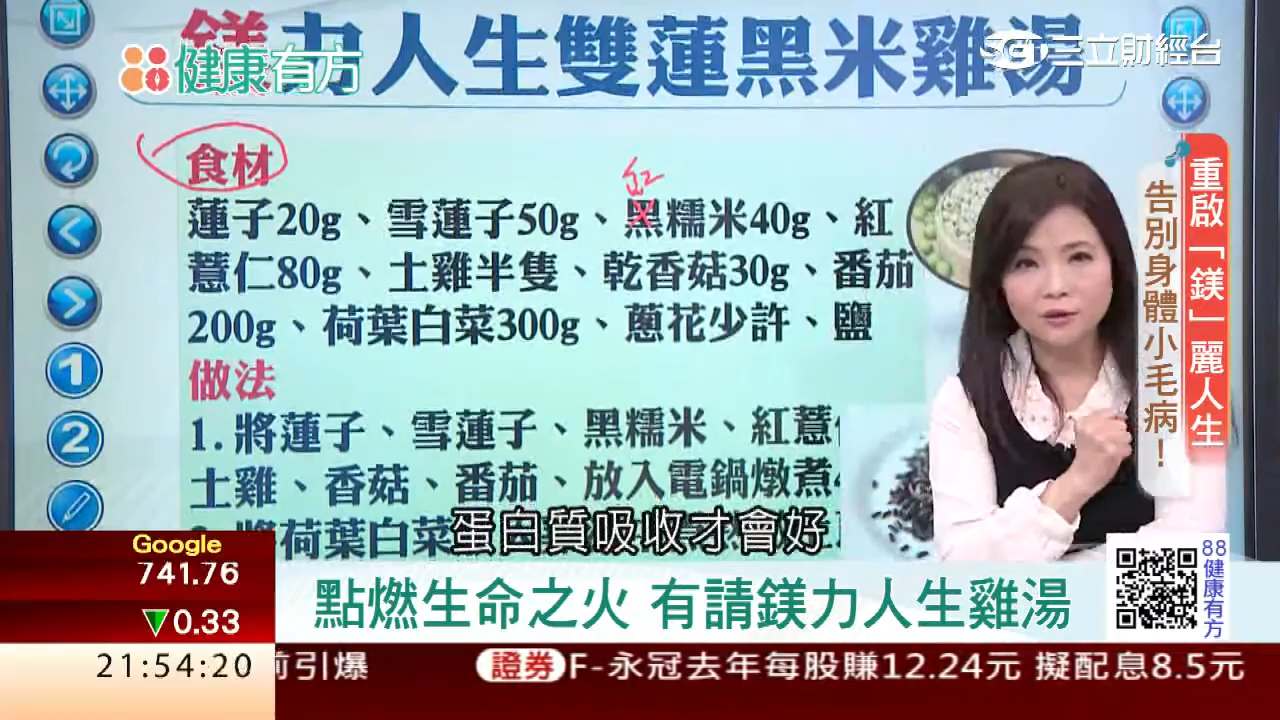 鎂力人生雙蓮黑米雞湯
健康有方
三立財經台
食材
紅
蓮子20g、雪蓮子50g、黑糯米40g、紅
薏仁80g、土雞半隻、乾香菇30g、番茄
200g、荷葉白菜300g、蔥花少許、鹽
做法
1. 將蓮子、雪蓮子、黑糯米、紅薏
土雞、香菇、番茄、放入電鍋燉煮
將荷葉白菜
1
2
重啟「鎂」麗人生
告別身體小毛病！
蛋白質吸收才會好
Google
741.76
▼0.33
點燃生命之火 有請鎂力人生雞湯
88健康有方
21:54:20
前引爆 證券 F-永冠去年每股賺12.24元 擬配息8.5元